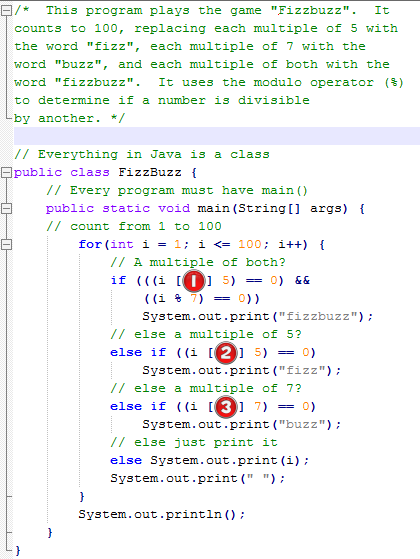 /*  This program plays the game "Fizzbuzz".  It
counts to 100, replacing each multiple of 5 with
the word "fizz", each multiple of 7 with the
word "buzz", and each multiple of both with the
word "fizzbuzz".  It uses the modulo operator (%)
to determine if a number is divisible
by another. */
// Everything in Java is a class
public class FizzBuzz {
// Every program must have main()
public static void main(String[] args) {
// count from 1 to 100
for(int i = 1; i <= 100; i++) {
// A multiple of both?
if (((i [1] 5) == 0) &&
((i % 7) == 0))
System.out.print("fizzbuzz");
// else a multiple of 5?
else if ((i [2] 5) == 0)
System.out.print("fizz");
// else a multiple of 7?
else if ((i [3] 7) == 0)
System.out.print("buzz");
// else just print it
else System.out.print(i);
System.out.print(" ");
}
System.out.println();
}
}